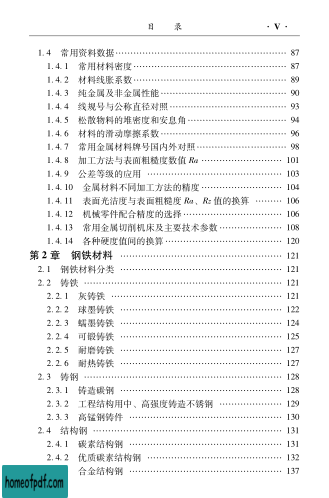 目 录 · V ·
1. 4 常用资料数据 …… 87
1. 4. 1 常用材料密度 …… 87
1. 4. 2 材料线胀系数 …… 89
1. 4. 3 纯金属及非金属性能 …… 90
1. 4. 4 线规号与公称直径对照 …… 93
1. 4. 5 松散物料的堆密度和安息角 …… 94
1. 4. 6 材料的滑动摩擦系数 …… 96
1. 4. 7 常用金属材料牌号国内外对照 …… 98
1. 4. 8 加工方法与表面粗糙度数值 Ra …… 101
1. 4. 9 公差等级的应用 …… 103
1. 4. 10 金属材料不同加工方法的精度 …… 104
1. 4. 11 表面光洁度与表面粗糙度 Ra、Rz 值的换算 …… 106
1. 4. 12 机械零件配合精度的选择 …… 106
1. 4. 13 常用金属切削机床及主要技术参数 …… 108
1. 4. 14 各种硬度值间的换算 …… 120
第 2 章 钢铁材料 …… 121
2. 1 钢铁材料分类 …… 121
2. 2 铸铁 …… 121
2. 2. 1 灰铸铁 …… 121
2. 2. 2 球墨铸铁 …… 122
2. 2. 3 蠕墨铸铁 …… 124
2. 2. 4 可锻铸铁 …… 125
2. 2. 5 耐磨铸铁 …… 127
2. 2. 6 耐热铸铁 …… 127
2. 3 铸钢 …… 128
2. 3. 1 铸造碳钢 …… 128
2. 3. 2 工程结构用中、高强度铸造不锈钢 …… 129
2. 3. 3 高锰钢铸件 …… 130
2. 4 结构钢 …… 131
2. 4. 1 碳素结构钢 …… 131
2. 4. 2 优质碳素结构钢 …… 132
合金结构钢 …… 137
homeofpdf.com